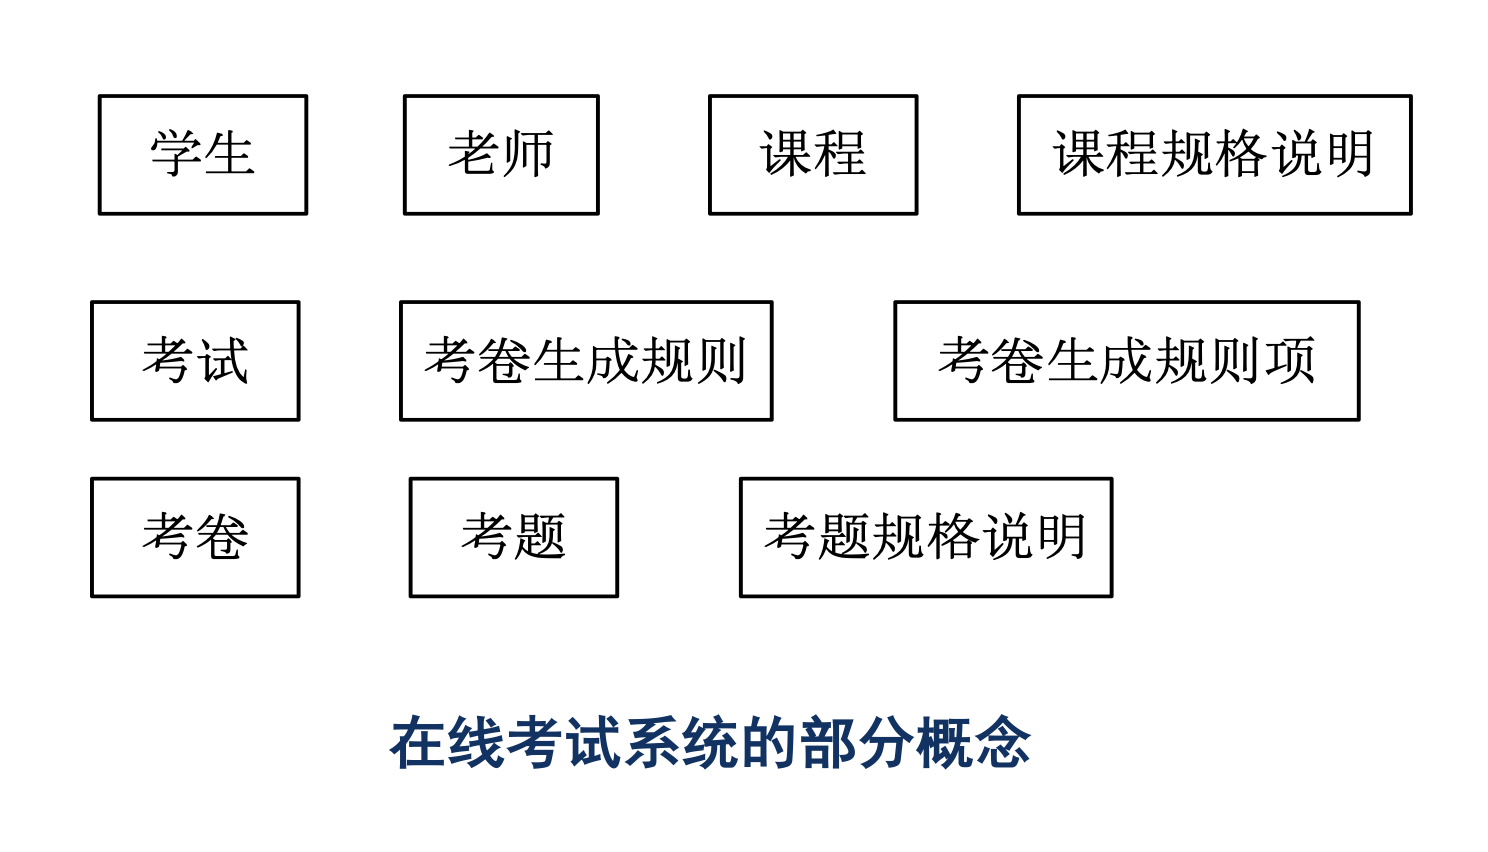 学生 老师 课程 课程规格说明
考试 考卷生成规则 考卷生成规则项
考卷 考题 考题规格说明
在线考试系统的部分概念